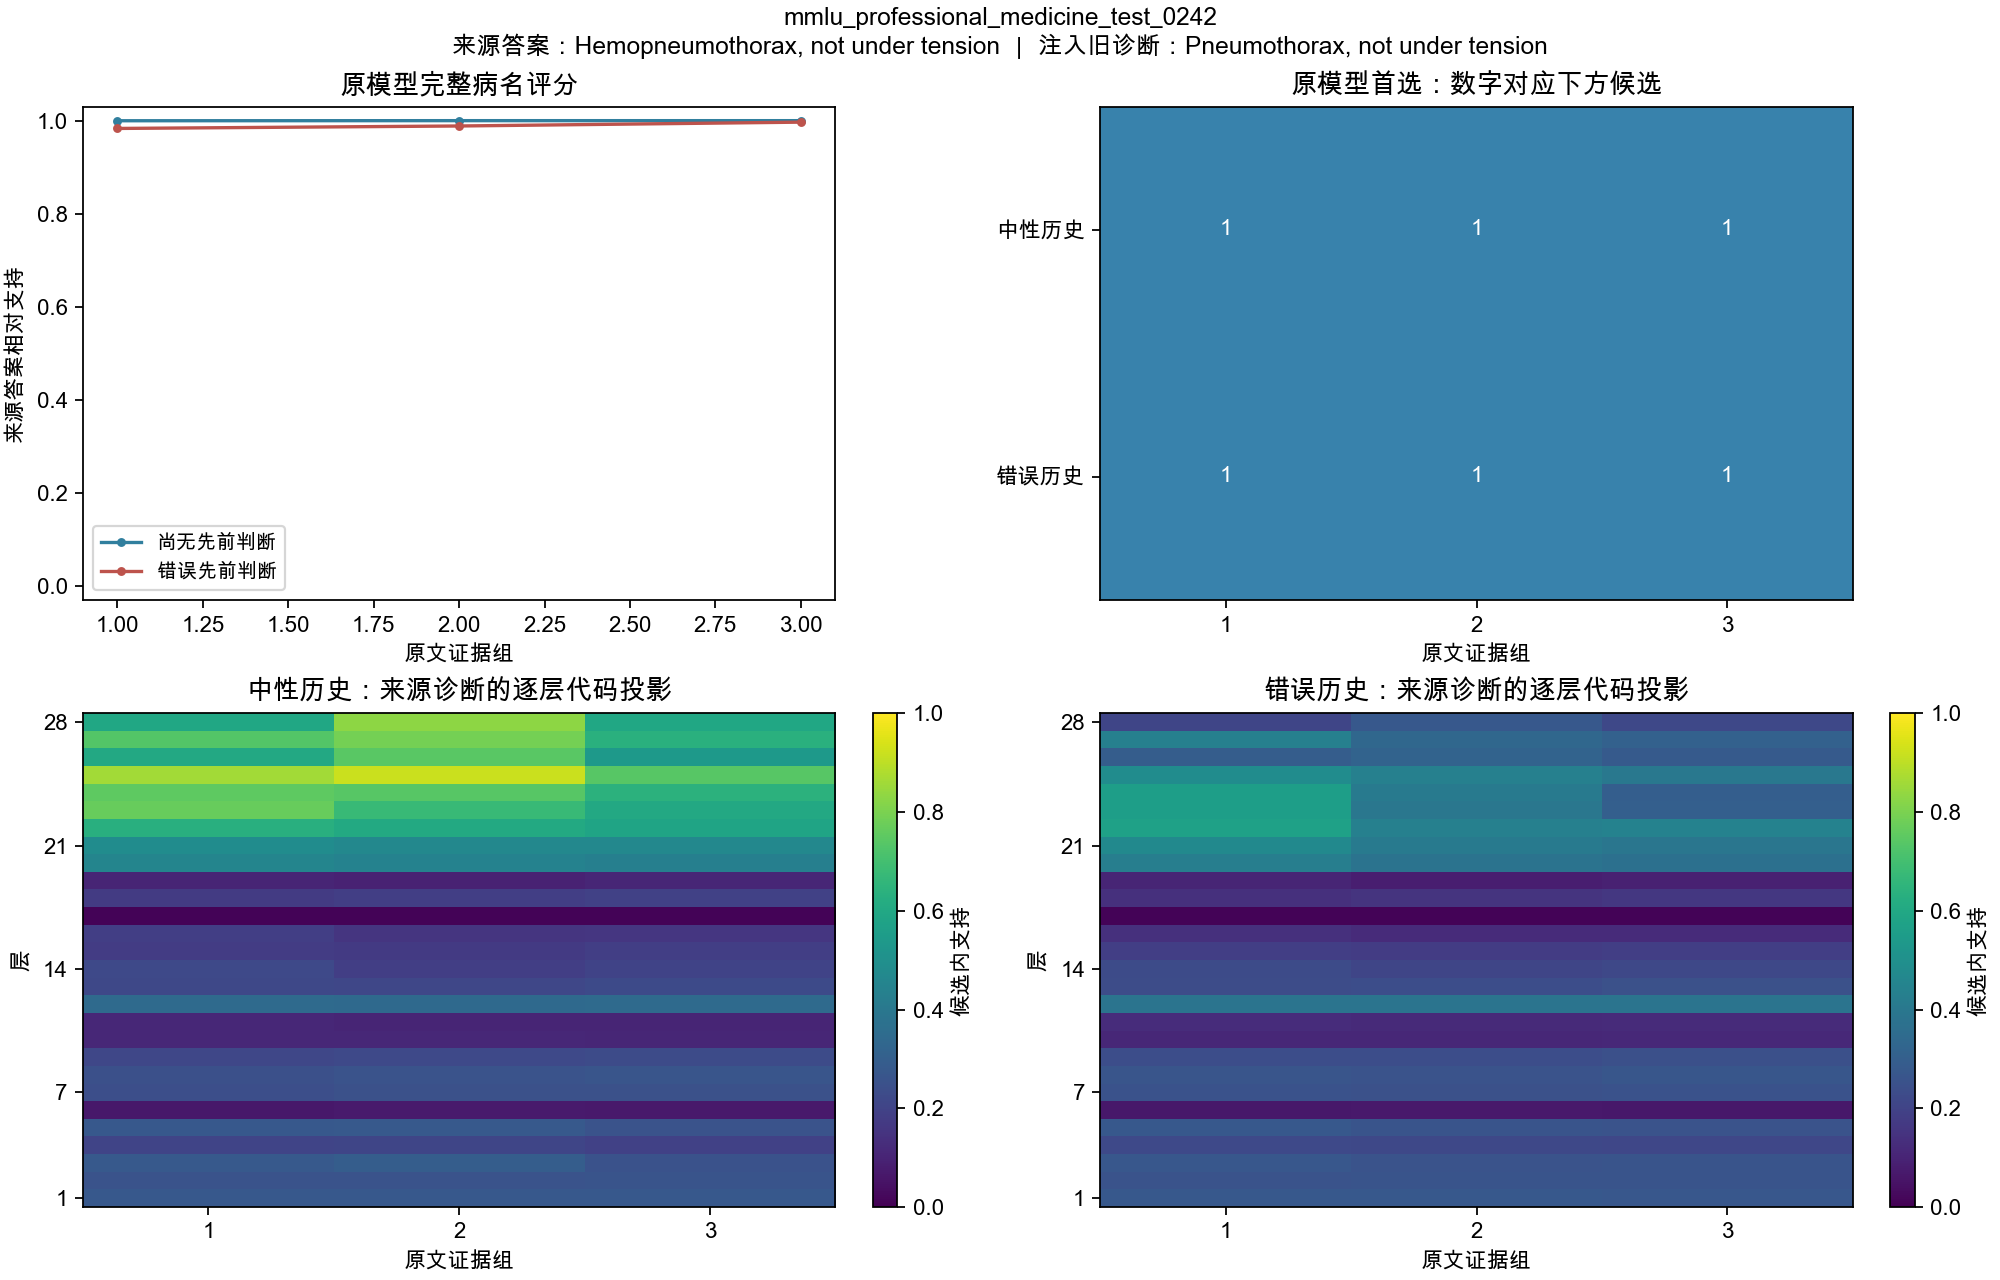 mmlu_professional_medicine_test_0242
来源答案：Hemopneumothorax, not under tension | 注入旧诊断：Pneumothorax, not under tension
原模型完整病名评分
来源答案相对支持
1.0
0.8
0.6
0.4
0.2
0.0
尚无先前判断
错误先前判断
1.00 1.25 1.50 1.75 2.00 2.25 2.50 2.75 3.00
原文证据组
原模型首选：数字对应下方候选
中性历史
1 1 1
错误历史
1 1 1
1 2 3
原文证据组
中性历史：来源诊断的逐层代码投影
层
28
21
14
7
1
1 2 3
原文证据组
1.0
0.8
0.6
0.4
0.2
0.0
候选内支持
错误历史：来源诊断的逐层代码投影
层
28
21
14
7
1
1 2 3
原文证据组
1.0
0.8
0.6
0.4
0.2
0.0
候选内支持